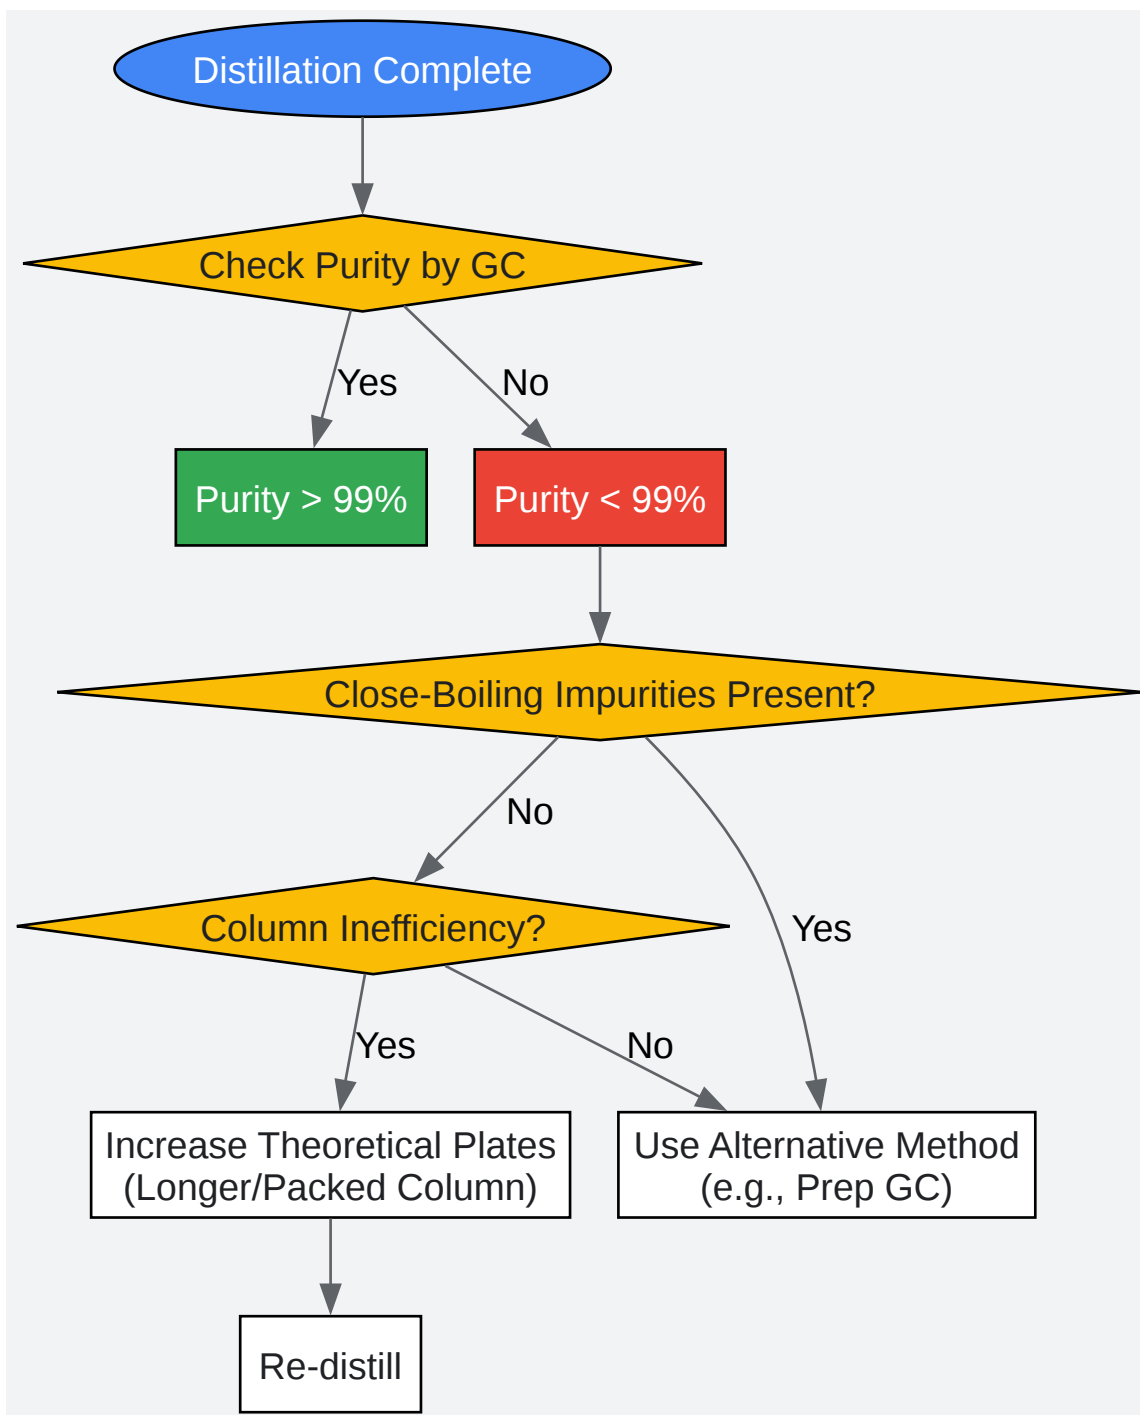 Distillation Complete
Check Purity by GC
Yes
No
Purity > 99%
Purity < 99%
Close-Boiling Impurities Present?
No
Column Inefficiency?
Yes
Yes
No
Increase Theoretical Plates
(Longer/Packed Column)
Use Alternative Method
(e.g., Prep GC)
Re-distill